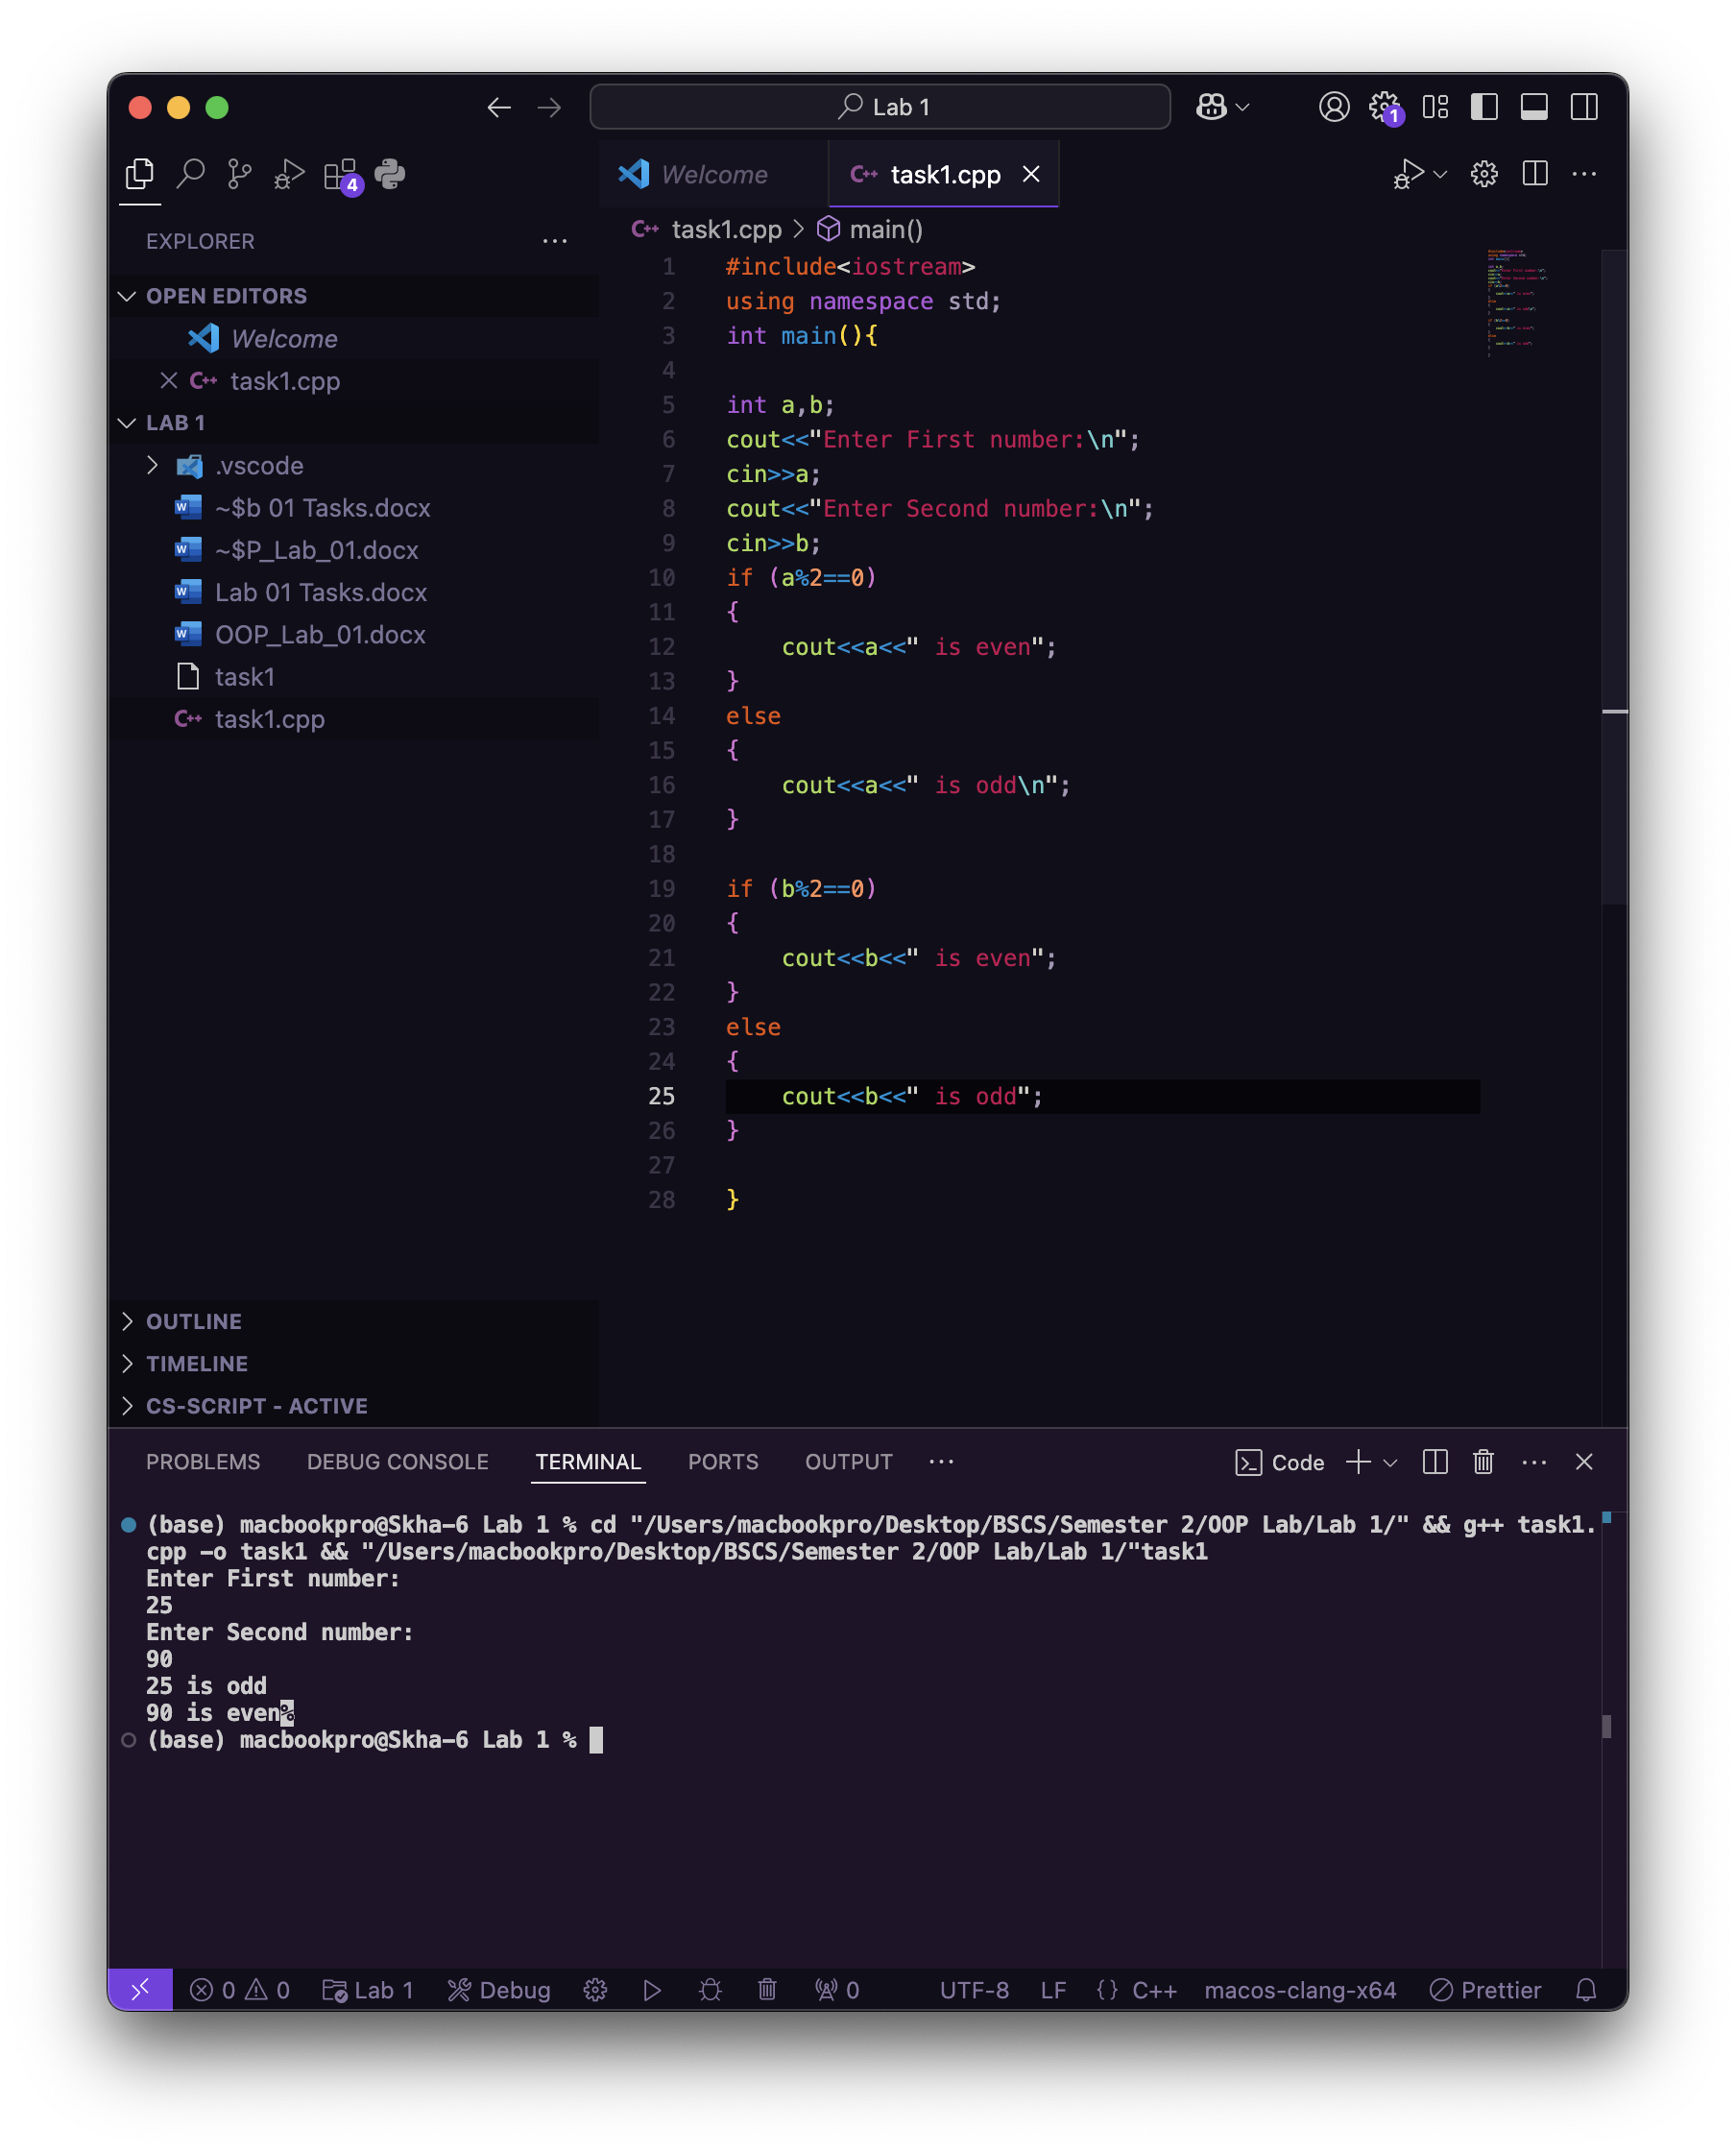 Lab 1
1
4
Welcome
C++ task1.cpp
EXPLORER
C++ task1.cpp > main()
OPEN EDITORS
Welcome
C++ task1.cpp
LAB 1
.vscode
W ~$b 01 Tasks.docx
W ~$P_Lab_01.docx
W Lab 01 Tasks.docx
W OOP_Lab_01.docx
task1
C++ task1.cpp
OUTLINE
TIMELINE
CS-SCRIPT - ACTIVE
1 #include<iostream>
2 using namespace std;
3 int main(){
4
5 int a,b;
6 cout<<"Enter First number:\n";
7 cin>>a;
8 cout<<"Enter Second number:\n";
9 cin>>b;
10 if (a%2==0)
11 {
12     cout<<a<<" is even";
13 }
14 else
15 {
16     cout<<a<<" is odd\n";
17 }
18
19 if (b%2==0)
20 {
21     cout<<b<<" is even";
22 }
23 else
24 {
25     cout<<b<<" is odd";
26 }
27
28 }
PROBLEMS DEBUG CONSOLE TERMINAL PORTS OUTPUT Code
(base) macbookpro@Skha-6 Lab 1 % cd "/Users/macbookpro/Desktop/BSCS/Semester 2/OOP Lab/Lab 1/" && g++ task1.
cpp -o task1 && "/Users/macbookpro/Desktop/BSCS/Semester 2/OOP Lab/Lab 1/"task1
Enter First number:
25
Enter Second number:
90
25 is odd
90 is even%
(base) macbookpro@Skha-6 Lab 1 %
0 0 Lab 1 Debug 0 UTF-8 LF {} C++ macos-clang-x64 Prettier